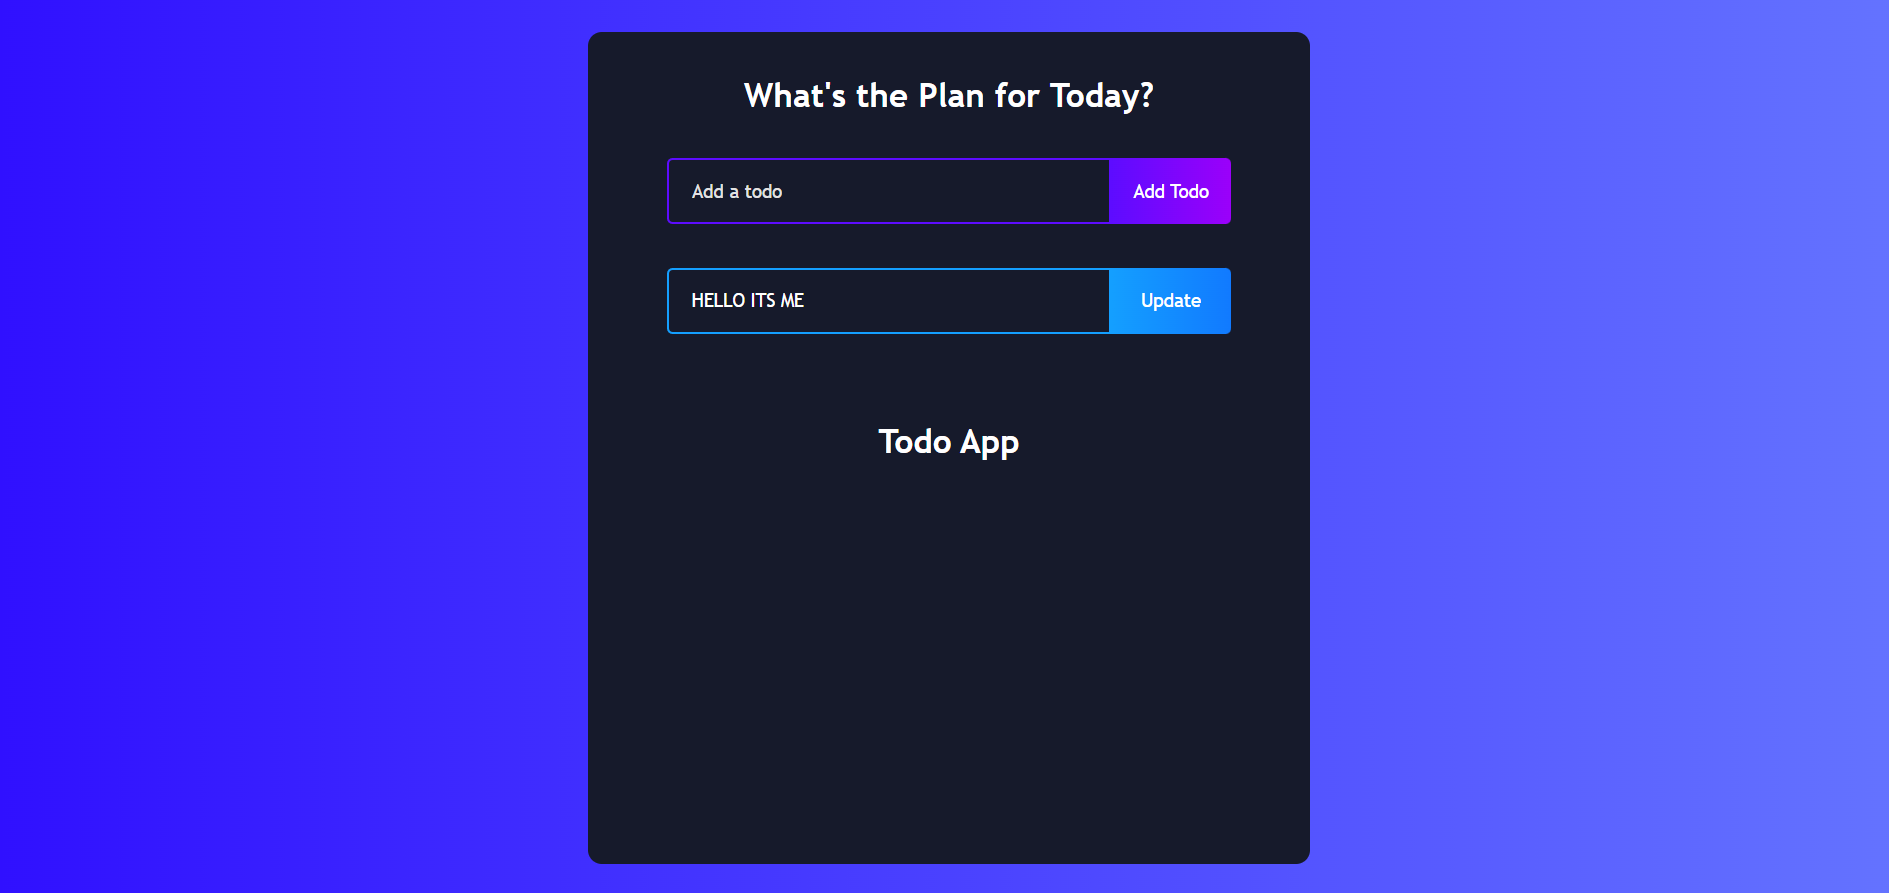 What's the Plan for Today?
Add a todo
Add Todo
HELLO ITS ME
Update
Todo App